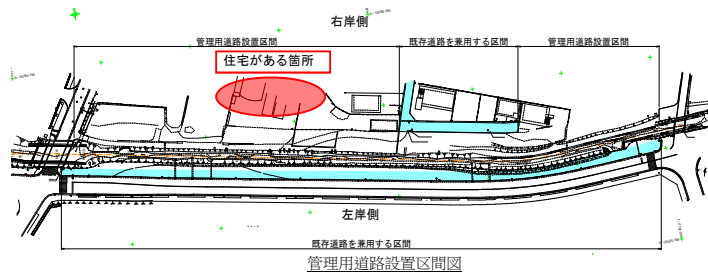 右岸側
管理用道路設置区間
既存道路を兼用する区間
管理用道路設置区間
住宅がある箇所
左岸側
既存道路を兼用する区間
管理用道路設置区間図